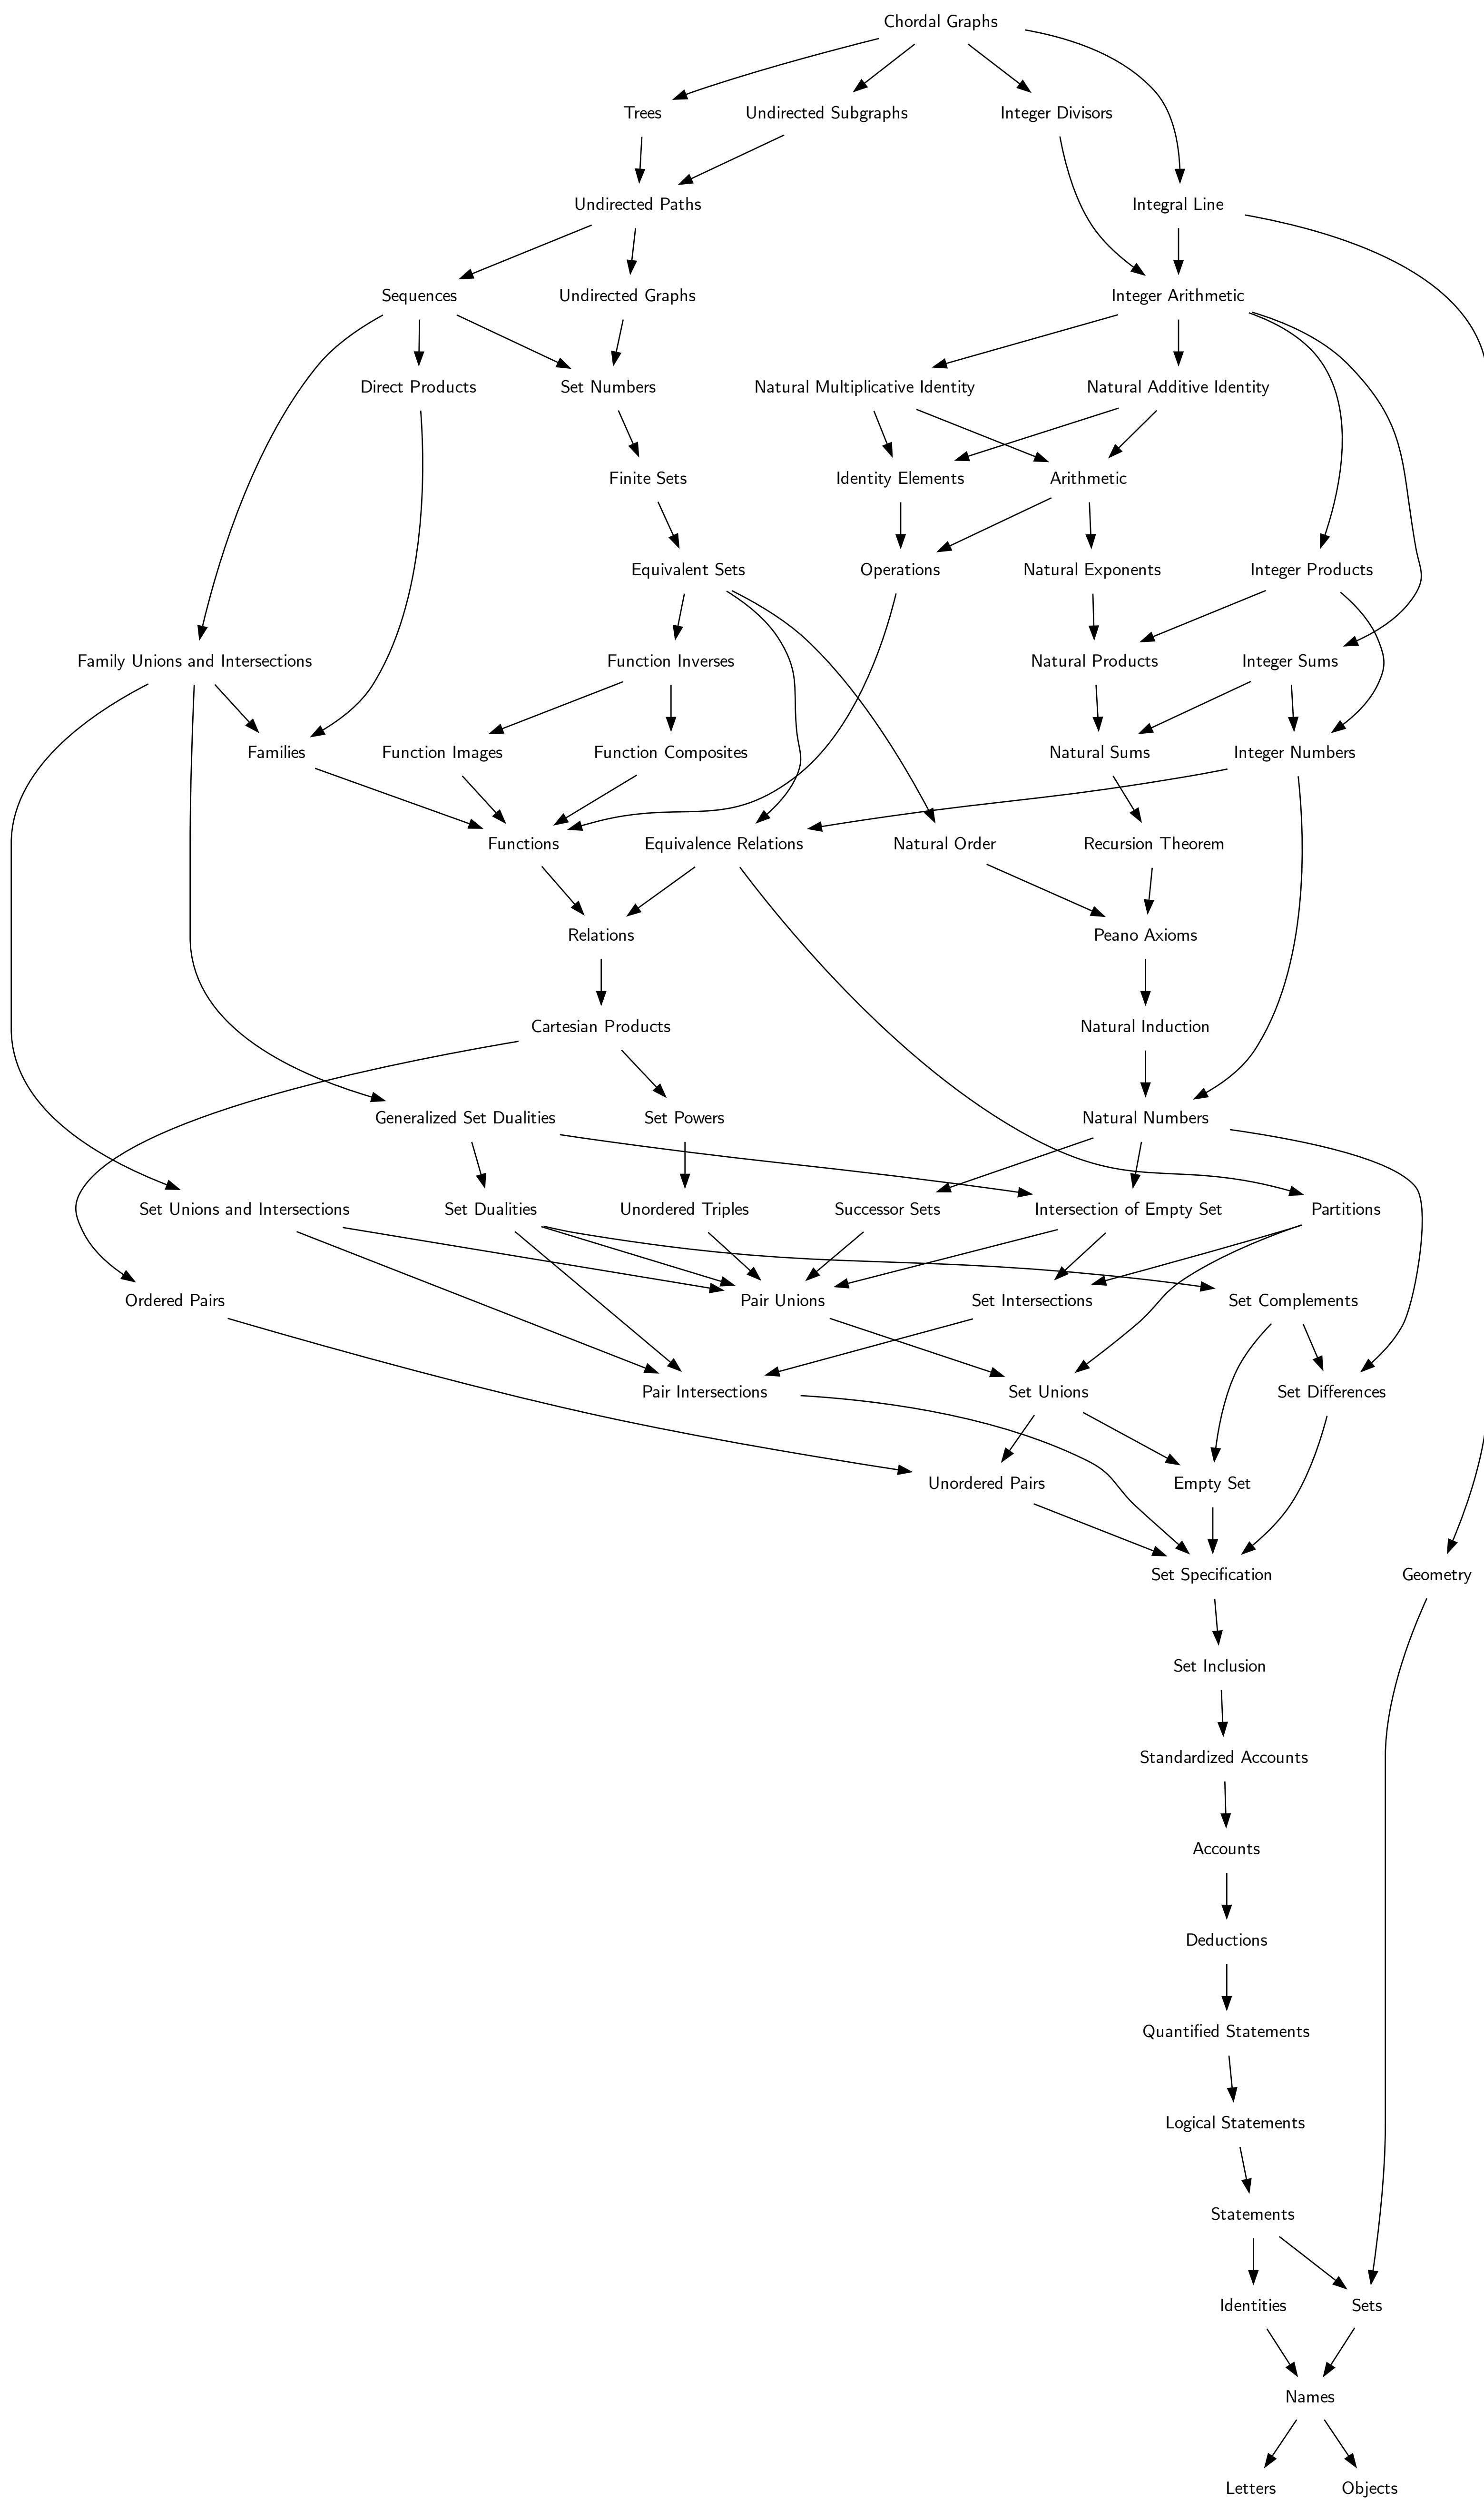 Chordal Graphs
Trees
Undirected Subgraphs
Integer Divisors
Undirected Paths
Integral Line
Sequences
Undirected Graphs
Integer Arithmetic
Direct Products
Set Numbers
Natural Multiplicative Identity
Natural Additive Identity
Finite Sets
Identity Elements
Arithmetic
Equivalent Sets
Operations
Natural Exponents
Integer Products
Family Unions and Intersections
Function Inverses
Natural Products
Integer Sums
Families
Function Images
Function Composites
Natural Sums
Integer Numbers
Functions
Equivalence Relations
Natural Order
Recursion Theorem
Relations
Peano Axioms
Cartesian Products
Natural Induction
Generalized Set Dualities
Set Powers
Natural Numbers
Set Unions and Intersections
Set Dualities
Unordered Triples
Successor Sets
Intersection of Empty Set
Partitions
Ordered Pairs
Pair Unions
Set Intersections
Set Complements
Pair Intersections
Set Unions
Set Differences
Unordered Pairs
Empty Set
Set Specification
Geometry
Set Inclusion
Standardized Accounts
Accounts
Deductions
Quantified Statements
Logical Statements
Statements
Identities
Sets
Names
Letters
Objects